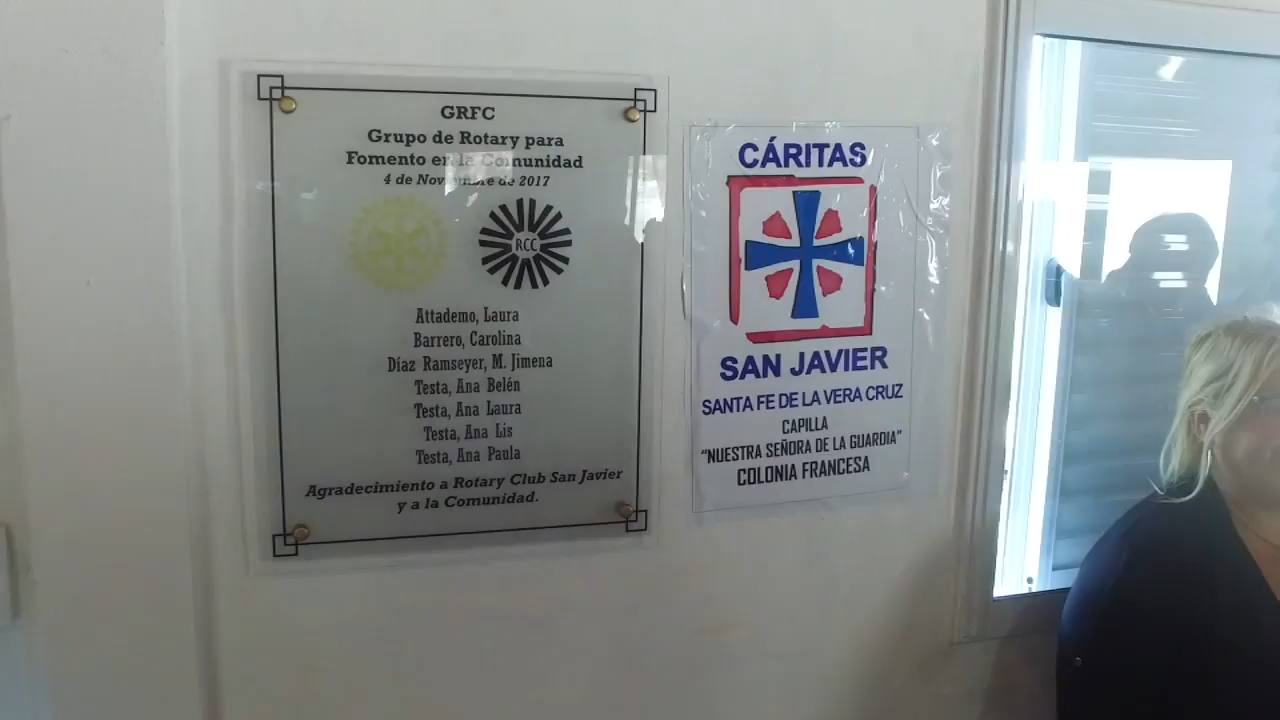 GRFC
Grupo de Rotary para
Fomento en la Comunidad
4 de Noviembre de 2017
RCC
Attademo, Laura
Barrero, Carolina
Díaz Ramseyer, M. Jimena
Testa, Ana Belén
Testa, Ana Laura
Testa, Ana Lis
Testa, Ana Paula
Agradecimiento a Rotary Club San Javier
y a la Comunidad.
CÁRITAS
SAN JAVIER
SANTA FE DE LA VERA CRUZ
CAPILLA
“NUESTRA SEÑORA DE LA GUARDIA”
COLONIA FRANCESA